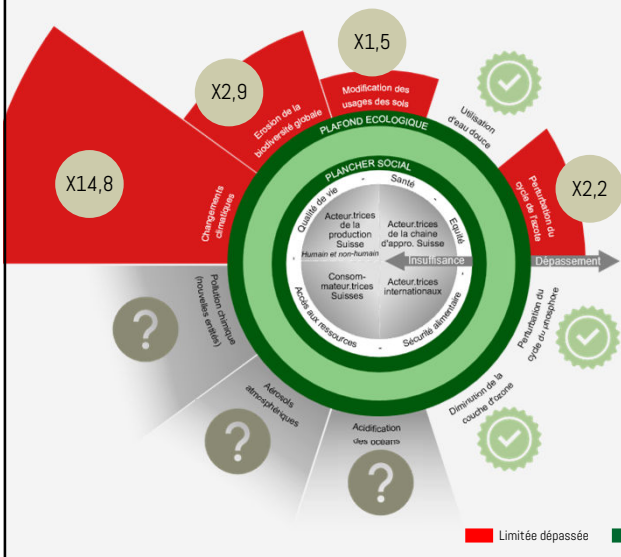 X14,8
X2,9
X1,5
X2,2
Changements
climatiques
Erosion de la
biodiversité globale
Modification des
usages des sols
Utilisation
d'eau douce
Perturbation du
cycle de l'azote
Perturbation du
cycle du phosphore
Diminution de la
couche d'ozone
Acidification
des océans
Aérosols
atmosphériques
Pollution chimique
(nouvelles entités)
PLAFOND ECOLOGIQUE
PLANCHER SOCIAL
Qualité de vie - Santé - Equité - Sécurité alimentaire - Accès aux ressources -
Acteur.trices
de la
production
Suisse
Humain et non-humain
Acteur.trices
de la chaine
d'appro. Suisse
Consom-
mateur.trices
Suisses
Acteur.trices
internationaux
Insuffisance
Dépassement
?
?
?
Limitée dépassée